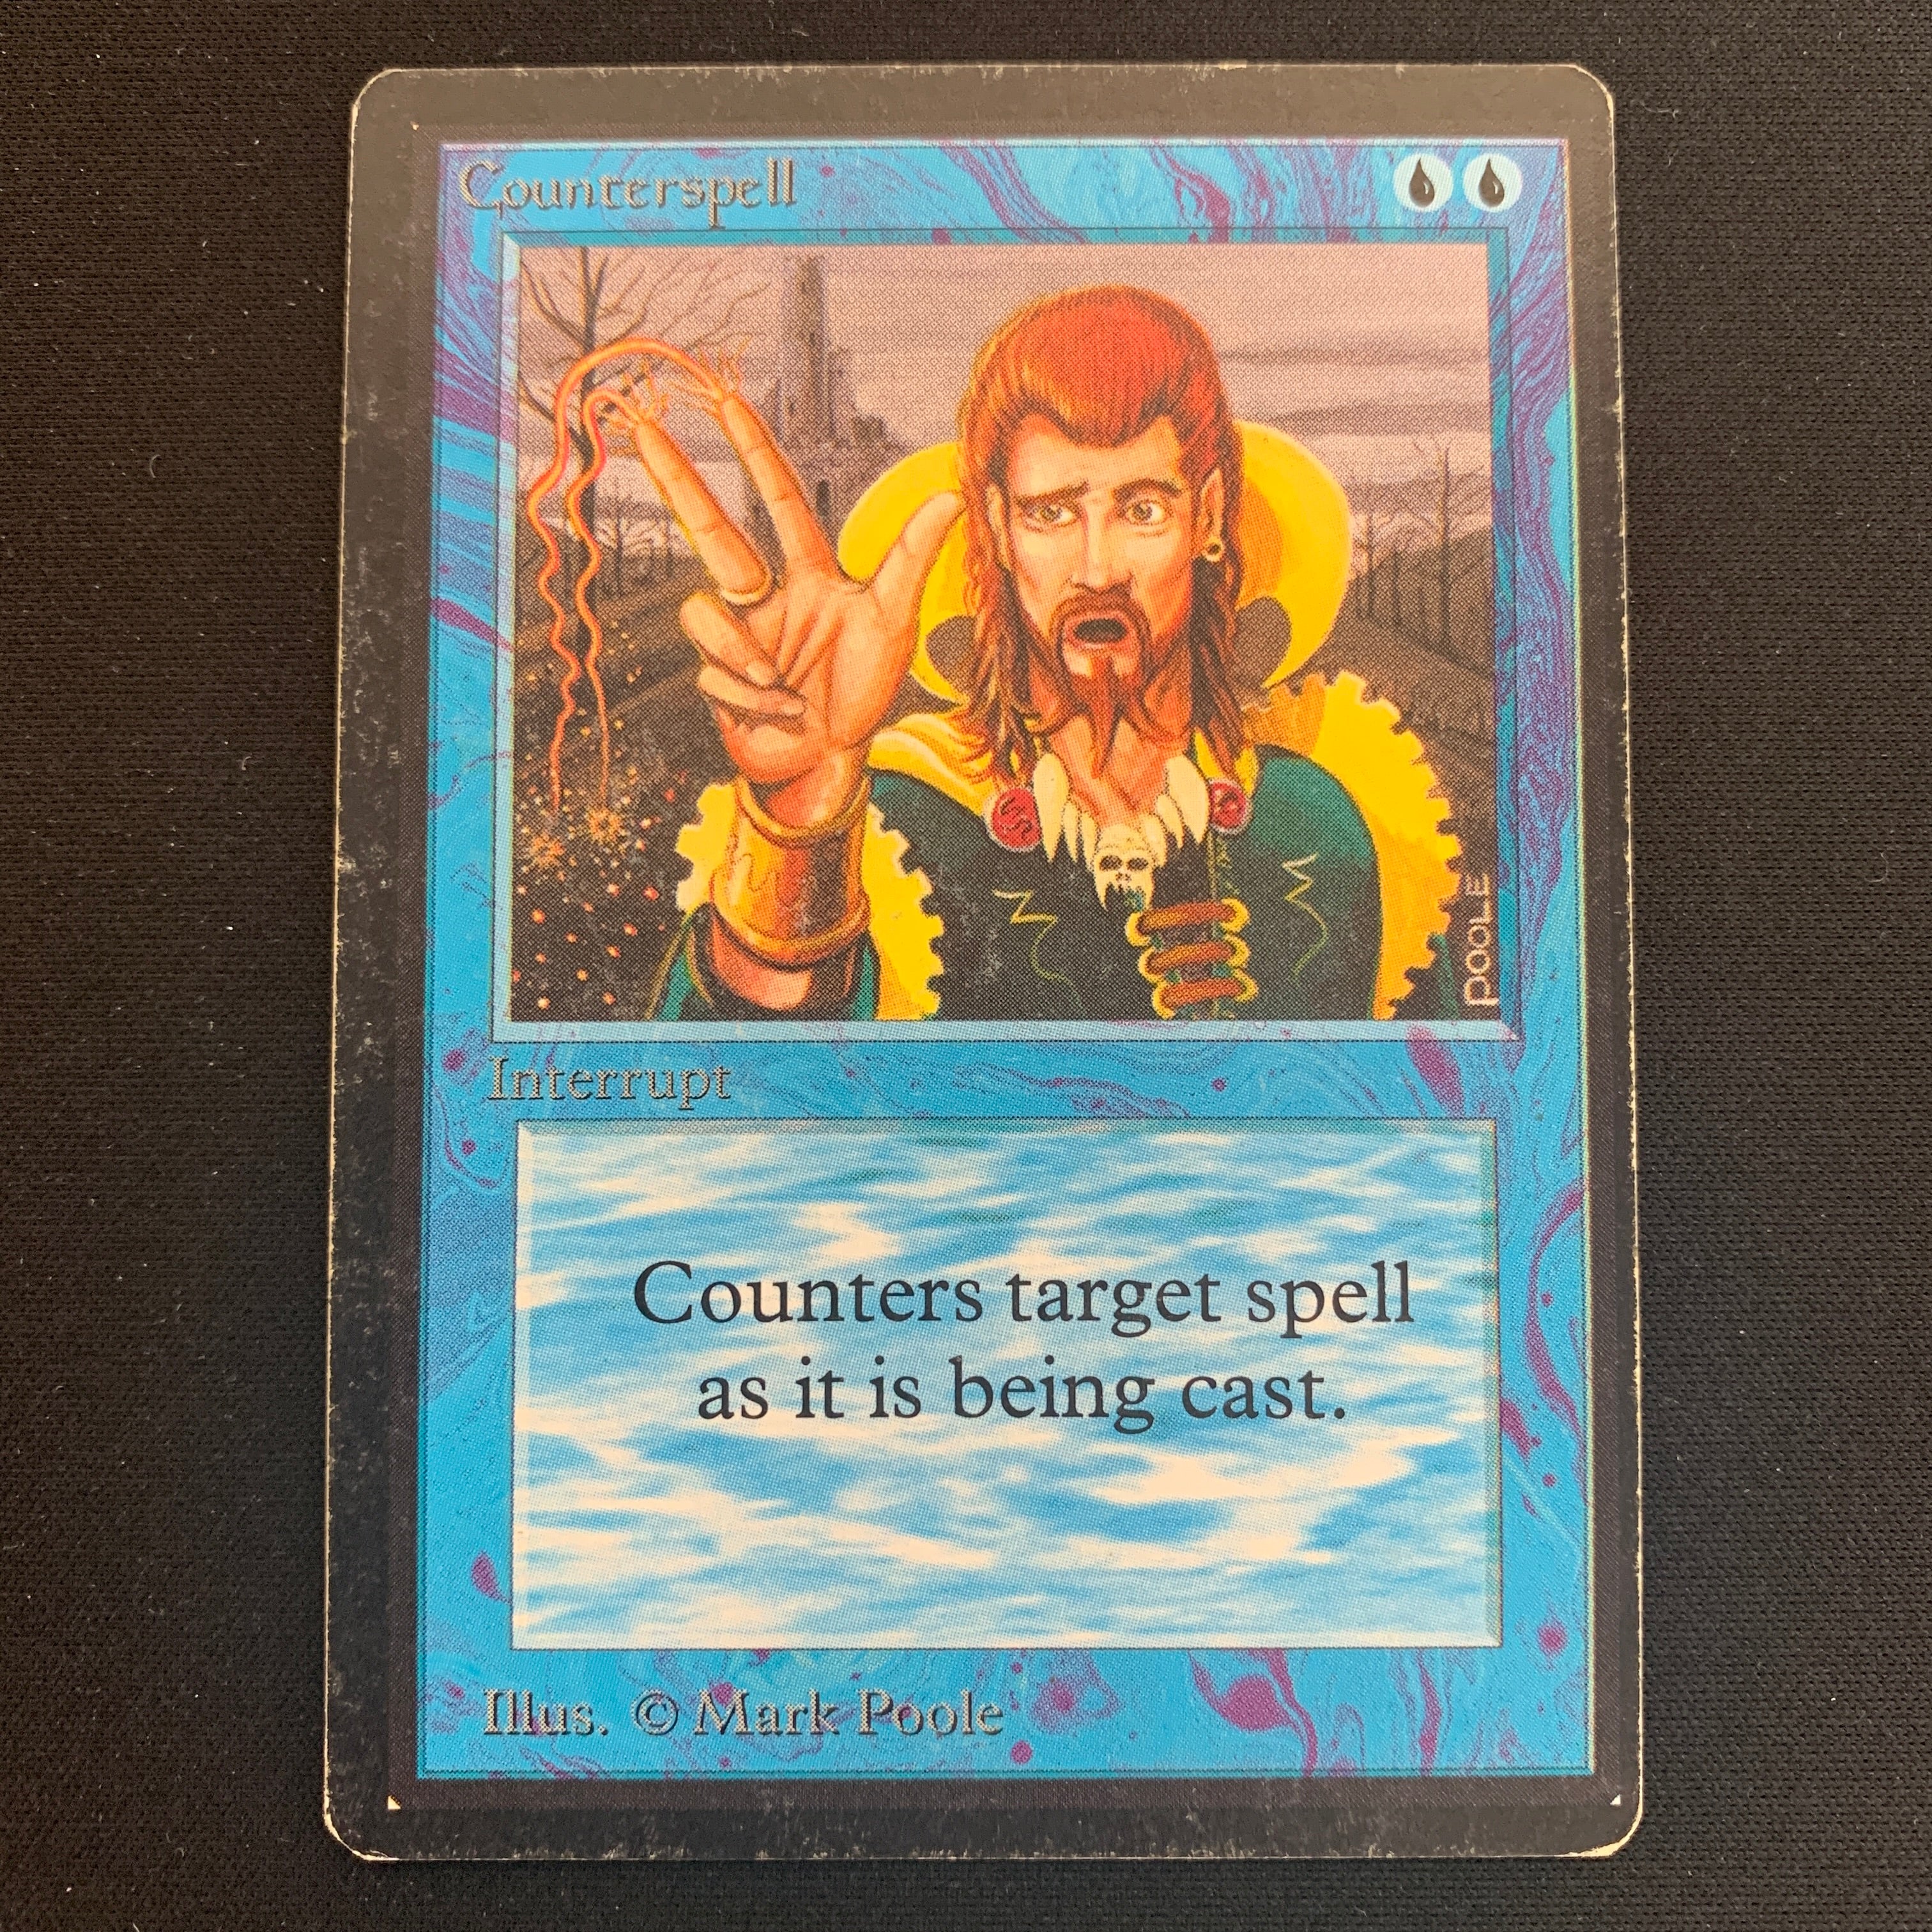 Counterspell
POOLE
Interrupt
Counters target spell
as it is being cast.
Illus. © Mark Poole